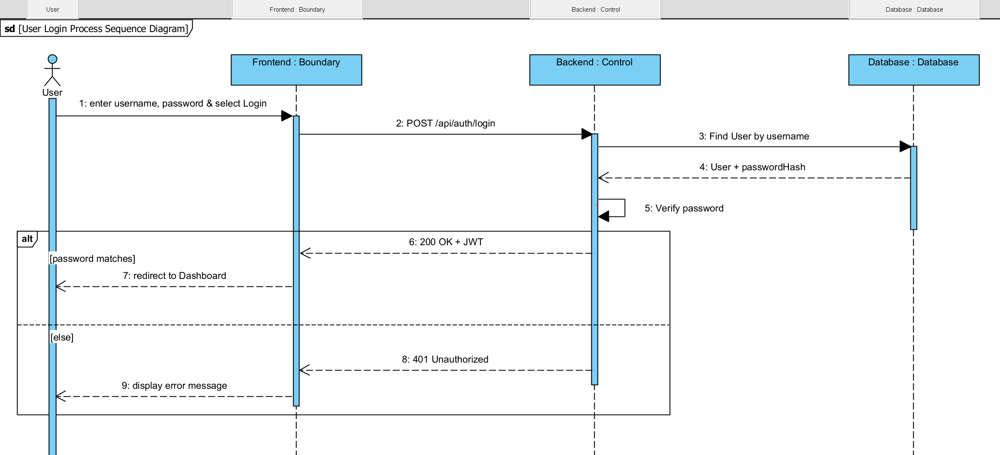 User
Frontend : Boundary
Backend : Control
Database : Database
sd [User Login Process Sequence Diagram]
Frontend : Boundary
Backend : Control
Database : Database
User
1: enter username, password & select Login
2: POST /api/auth/login
3: Find User by username
4: User + passwordHash
5: Verify password
alt
6: 200 OK + JWT
[password matches]
7: redirect to Dashboard
[else]
8: 401 Unauthorized
9: display error message